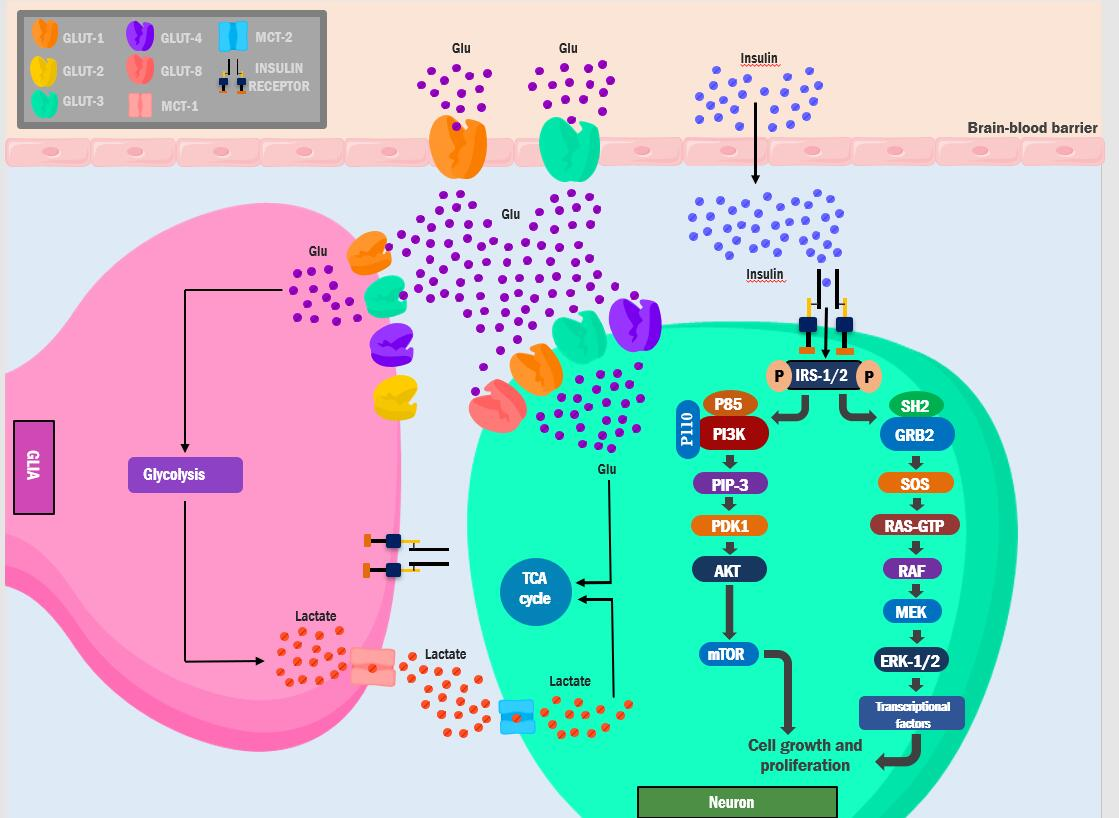 GLUT-1
GLUT-4
MCT-2
GLUT-2
GLUT-8
INSULIN
RECEPTOR
GLUT-3
MCT-1
Glu
Glu
Insulin
Brain-blood barrier
Glu
Glu
Insulin
P
IRS-1/2
P
P85
P110
PI3K
SH2
GRB2
PIP-3
SOS
PDK1
RAS-GTP
AKT
RAF
MEK
mTOR
ERK-1/2
Transcriptional
factors
Cell growth and
proliferation
GLIA
Glycolysis
Glu
TCA
cycle
Lactate
Lactate
Lactate
Neuron